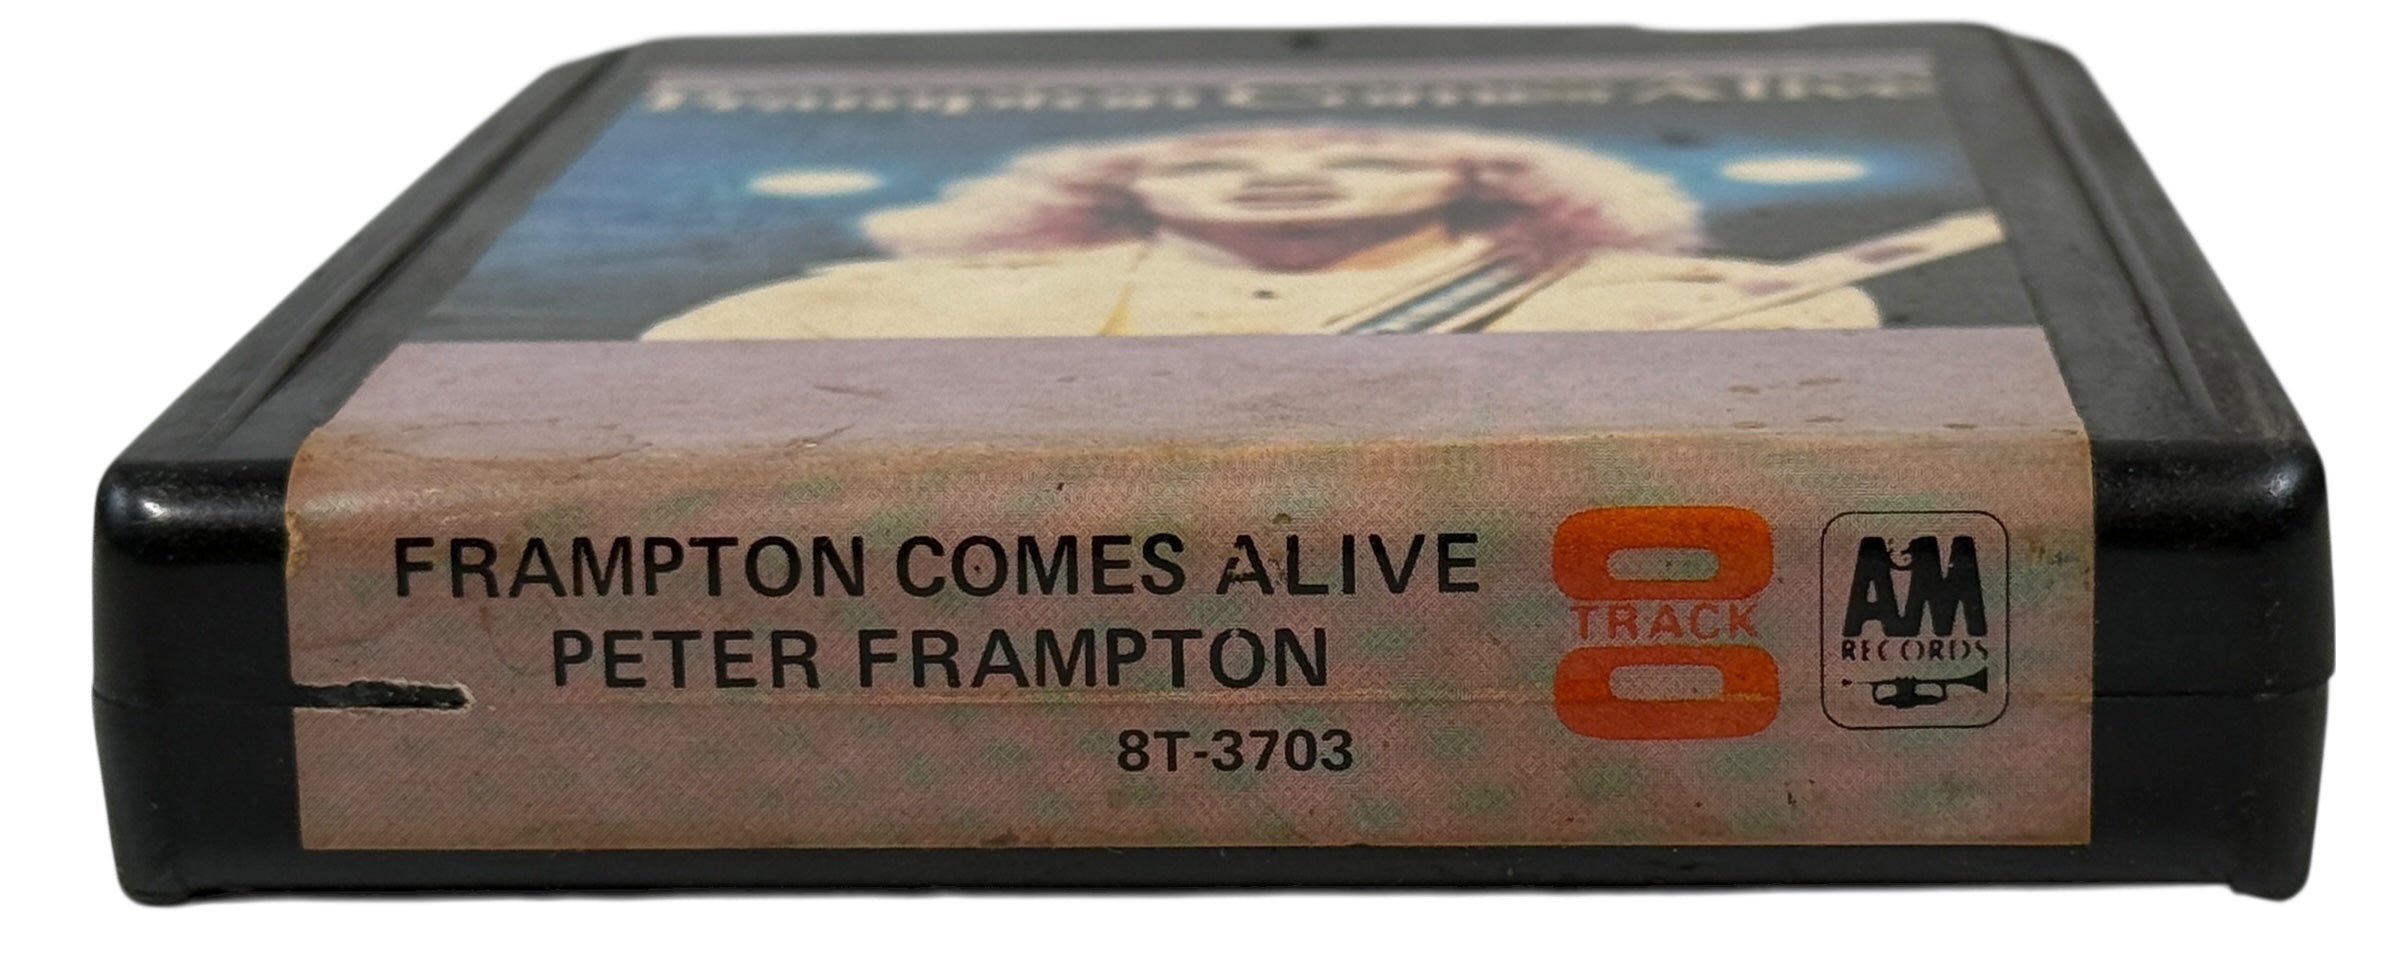 Frampton Comes Alive
FRAMPTON COMES ALIVE
PETER FRAMPTON
8T-3703
8
TRACK
A&M
RECORDS